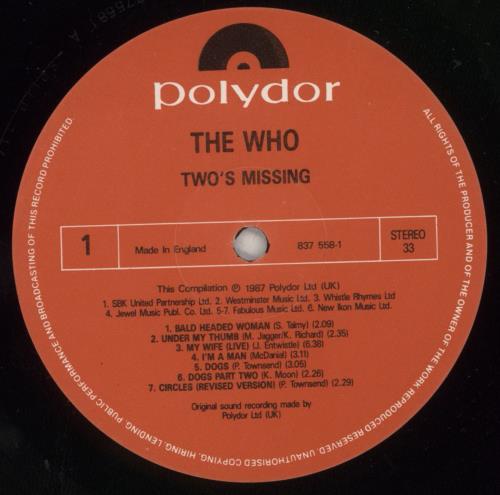 polydor
THE WHO
TWO'S MISSING
1
Made In England
837 558-1
STEREO
33
This Compilation ℗ 1987 Polydor Ltd (UK)
1. SBK United Partnership Ltd. 2. Westminster Music Ltd. 3. Whistle Rhymes Ltd
4. Jewel Music Publ. Co. Ltd. 5-7. Fabulous Music Ltd. 6. New Ikon Music Ltd.
1. BALD HEADED WOMAN (S. Talmy) (2.09)
2. UNDER MY THUMB (M. Jagger/K. Richard) (2.35)
3. MY WIFE (LIVE) (J. Entwistle) (6.38)
4. I'M A MAN (McDanial) (3.11)
5. DOGS (P. Townsend) (3.05)
6. DOGS PART TWO (K. Moon) (2.26)
7. CIRCLES (REVISED VERSION) (P. Townsend) (2.29)
Original sound recording made by
Polydor Ltd (UK)
ALL RIGHTS OF THE PRODUCER AND OF THE OWNER OF THE WORK REPRODUCED RESERVED. UNAUTHORISED COPYING, HIRING, LENDING, PUBLIC PERFORMANCE AND BROADCASTING OF THIS RECORD PROHIBITED.